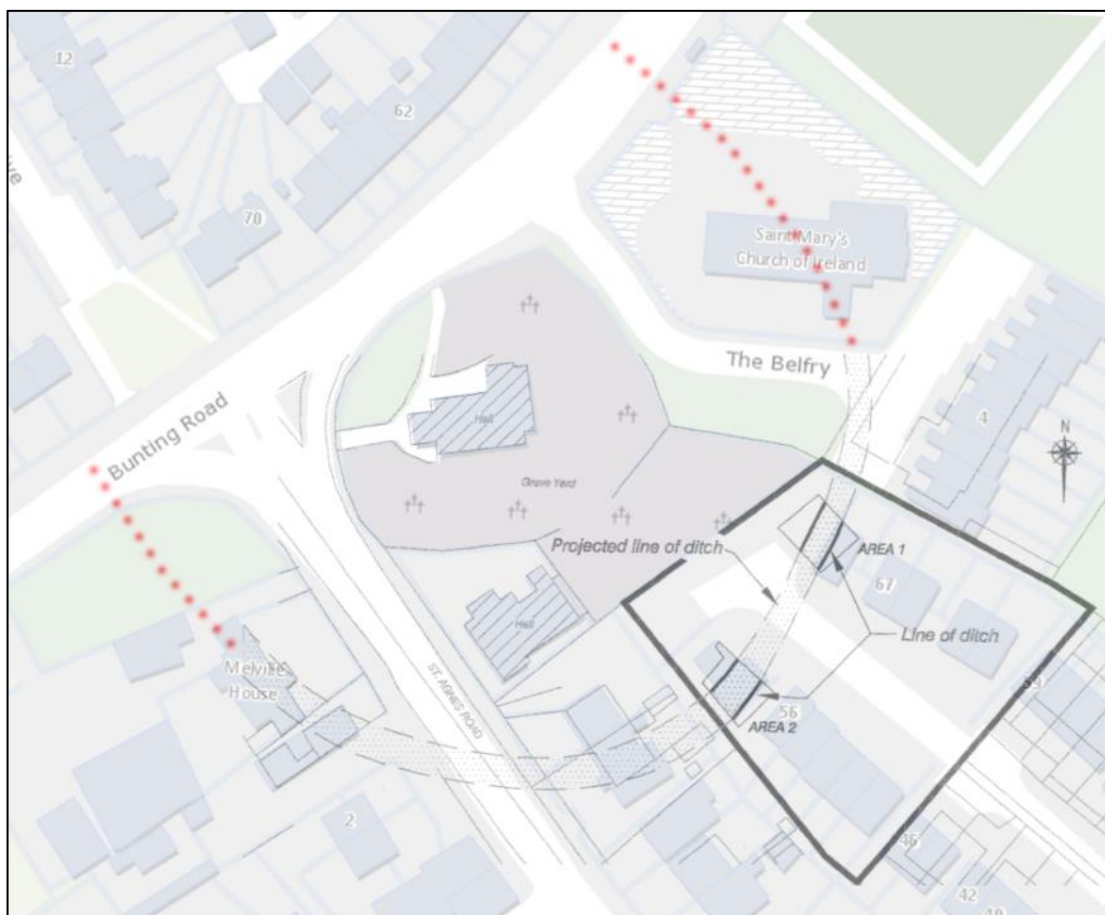 12
62
70
ive
Saint Mary's
Church of Ireland
The Belfry
Bunting Road
Hall
4
N
Grave Yard
Projected line of ditch
AREA 1
67
Line of ditch
Hall
ST. AGNES ROAD
Melville
House
59
56
AREA 2
2
46
42